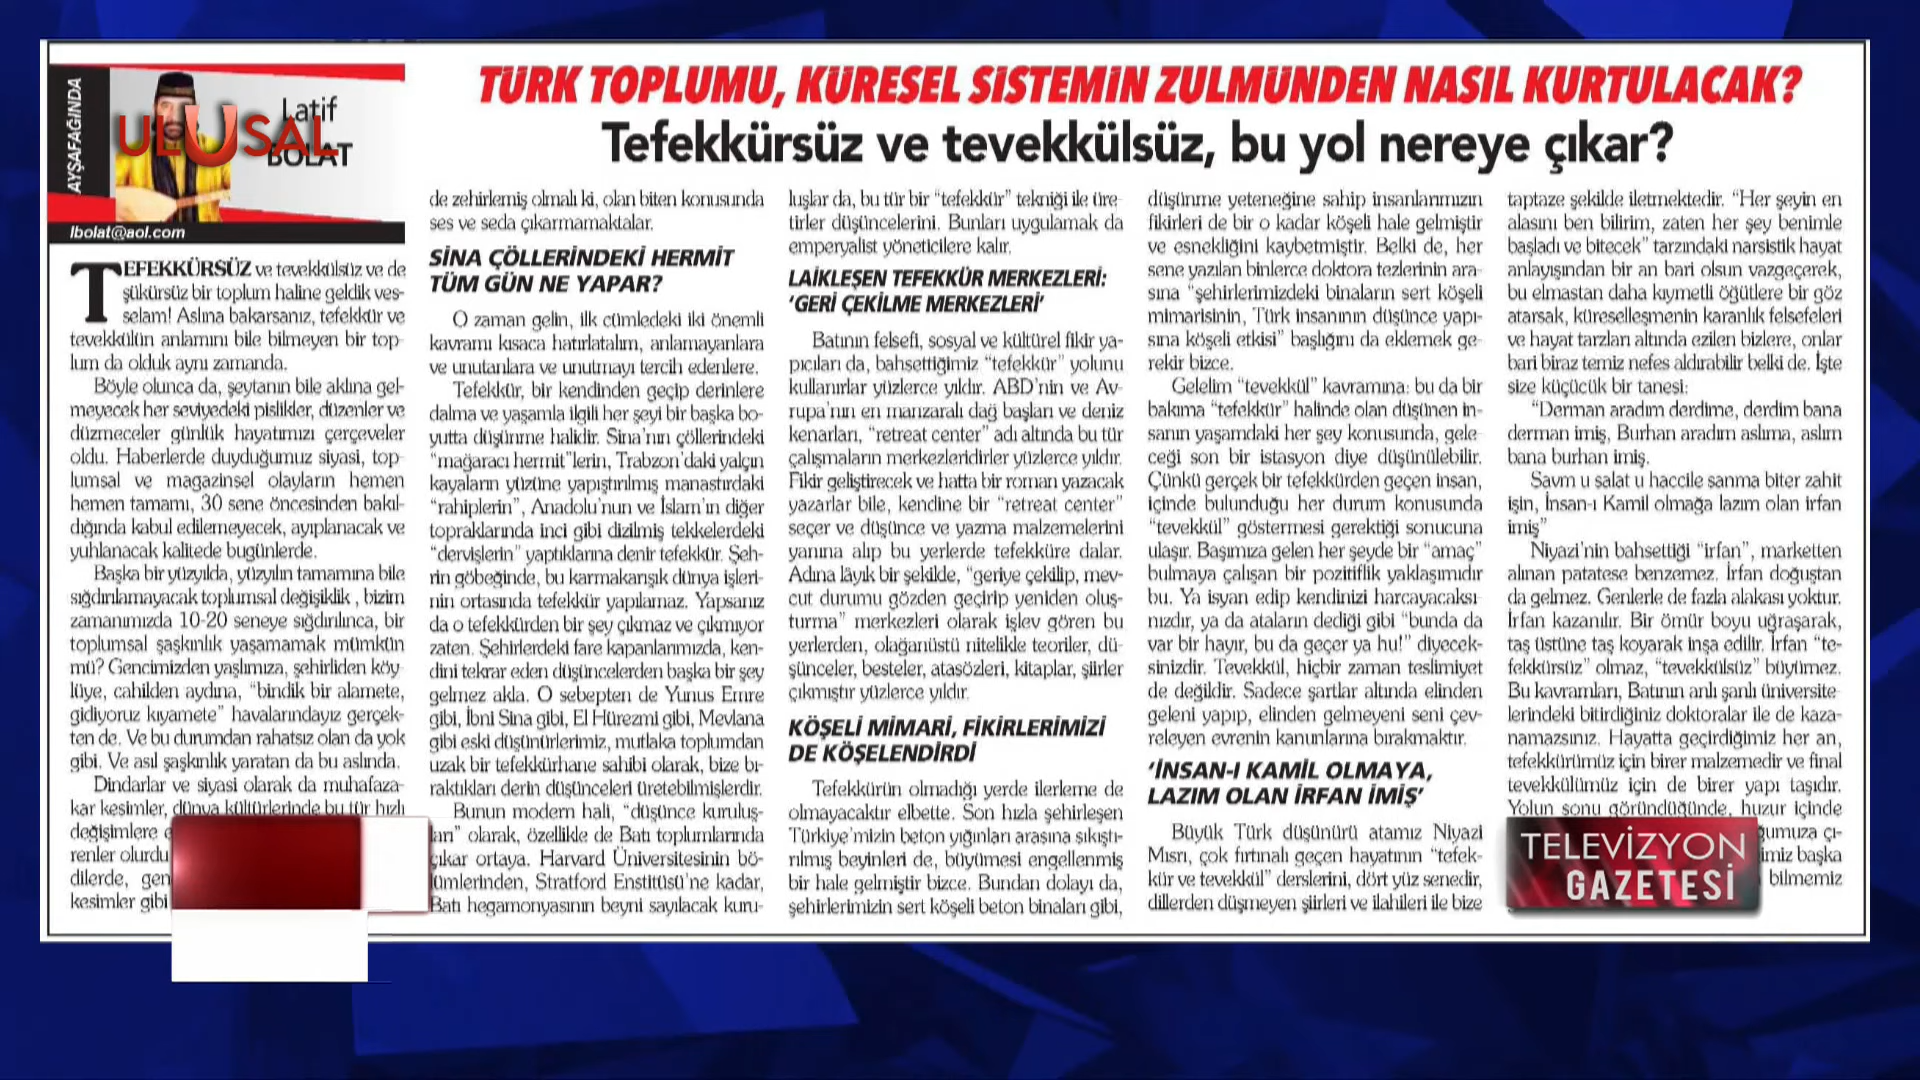 TÜRK TOPLUMU, KÜRESEL SİSTEMİN ZULMÜNDEN NASIL KURTULACAK?
Tefekkürsüz ve tevekkülsüz, bu yol nereye çıkar?
AYŞAFAĞINDA
Latif
BOLAT
ULUSAL
lbolat@aol.com
TEFEKKÜRSÜZ ve tevekkülsüz ve de
şükürsüz bir toplum haline geldik ves-
selam! Aslına bakarsanız, tefekkür ve
tevekkülün anlamını bile bilmeyen bir top-
lum da olduk aynı zamanda.
Böyle olunca da, şeytanın bile aklına gel-
meyecek her seviyedeki pislikler, düzenler ve
düzmeceler günlük hayatımızı çerçeveler
oldu. Haberlerde duyduğumuz siyasi, top-
lumsal ve magazinsel olayların hemen
hemen tamamı, 30 sene öncesinden bakıl-
dığında kabul edilemeyecek, ayıplanacak ve
yuhlanacak kalitede bugünlerde.
Başka bir yüzyılda, yüzyılın tamamına bile
sığdırılamayacak toplumsal değişiklik , bizim
zamanımızda 10-20 seneye sığdırılınca, bir
toplumsal şaşkınlık yaşamamak mümkün
mü? Gencimizden yaşlımıza, şehirliden köy-
lüye, cahilden aydına, “bindik bir alamete,
gidiyoruz kıyamete” havalarındayız gerçek-
ten de. Ve bu durumdan rahatsız olan da yok
gibi. Ve asıl şaşkınlık yaratan da bu aslında.
Dindarlar ve siyasi olarak da muhafaza-
kar kesimler, dünya kültürlerinde bu tür hızlı
değişimlere
renler olurdu
dilerde, gen
kesimler gibi
de zehirlemiş olmalı ki, olan biten konusunda
ses ve seda çıkarmamaktalar.
SİNA ÇÖLLERİNDEKİ HERMİT
TÜM GÜN NE YAPAR?
O zaman gelin, ilk cümledeki iki önemli
kavramı kısaca hatırlatalım, anlamayanlara
ve unutanlara ve unutmayı tercih edenlere.
Tefekkür, bir kendinden geçip derinlere
dalma ve yaşamla ilgili her şeyi bir başka bo-
yutta düşünme halidir. Sina’nın çöllerindeki
“mağaracı hermit”lerin, Trabzon’daki yalçın
kayaların yüzüne yapıştırılmış manastırdaki
“rahiplerin”, Anadolu’nun ve İslam’ın diğer
topraklarında inci gibi dizilmiş tekkelerdeki
“dervişlerin” yaptıklarına denir tefekkür. Şeh-
rin göbeğinde, bu karmakarışık dünya işleri-
nin ortasında tefekkür yapılamaz. Yapsanız
da o tefekkürden bir şey çıkmaz ve çıkmıyor
zaten. Şehirlerdeki fare kapanlarımızda, ken-
dini tekrar eden düşüncelerden başka bir şey
gelmez akla. O sebepten de Yunus Emre
gibi, İbni Sina gibi, El Hürezmi gibi, Mevlana
gibi eski düşünürlerimiz, mutlaka toplumdan
uzak bir tefekkürhane sahibi olarak, bize bı-
raktıkları derin düşünceleri üretebilmişlerdir.
Bunun modern hali, “düşünce kuruluş-
ları” olarak, özellikle de Batı toplumlarında
çıkar ortaya. Harvard Üniversitesinin bö-
lümlerinden, Stratford Enstitüsü’ne kadar,
Batı hegamonyasının beyni sayılacak kuru-
luşlar da, bu tür bir “tefekkür” tekniği ile üre-
tirler düşüncelerini. Bunları uygulamak da
emperyalist yöneticilere kalır.
LAİKLEŞEN TEFEKKÜR MERKEZLERİ:
‘GERİ ÇEKİLME MERKEZLERİ’
Batının felsefi, sosyal ve kültürel fikir ya-
pıcıları da, bahsettiğimiz “tefekkür” yolunu
kullanırlar yüzlerce yıldır. ABD’nin ve Av-
rupa’nın en manzaralı dağ başları ve deniz
kenarları, “retreat center” adı altında bu tür
çalışmaların merkezleridirler yüzlerce yıldır.
Fikir geliştirecek ve hatta bir roman yazacak
yazarlar bile, kendine bir “retreat center”
seçer ve düşünce ve yazma malzemelerini
yanına alıp bu yerlerde tefekküre dalar.
Adına lâyık bir şekilde, “geriye çekilip, mev-
cut durumu gözden geçirip yeniden oluş-
turma” merkezleri olarak işlev gören bu
yerlerden, olağanüstü nitelikle teoriler, dü-
şünceler, besteler, atasözleri, kitaplar, şiirler
çıkmıştır yüzlerce yıldır.
KÖŞELİ MİMARİ, FİKİRLERİMİZİ
DE KÖŞELENDİRDİ
Tefekkürün olmadığı yerde ilerleme de
olmayacaktır elbette. Son hızla şehirleşen
Türkiye’mizin beton yığınları arasına sıkıştı-
rılmış beyinleri de, büyümesi engellenmiş
bir hale gelmiştir bizce. Bundan dolayı da,
şehirlerimizin sert köşeli beton binaları gibi,
düşünme yeteneğine sahip insanlarımızın
fikirleri de bir o kadar köşeli hale gelmiştir
ve esnekliğini kaybetmiştir. Belki de, her
sene yazılan binlerce doktora tezlerinin ara-
sına “şehirlerimizdeki binaların sert köşeli
mimarisinin, Türk insanının düşünce yapı-
sına köşeli etkisi” başlığını da eklemek ge-
rekir bizce.
Gelelim “tevekkül” kavramına: bu da bir
bakıma “tefekkür” halinde olan düşünen in-
sanın yaşamdaki her şey konusunda, gele-
ceği son bir istasyon diye düşünülebilir.
Çünkü gerçek bir tefekkürden geçen insan,
içinde bulunduğu her durum konusunda
“tevekkül” göstermesi gerektiği sonucuna
ulaşır. Başımıza gelen her şeyde bir “amaç”
bulmaya çalışan bir pozitiflik yaklaşımıdır
bu. Ya isyan edip kendinizi harcayacaksı-
nızdır, ya da ataların dediği gibi “bunda da
var bir hayır, bu da geçer ya hu!” diyecek-
sinizdir. Tevekkül, hiçbir zaman teslimiyet
de değildir. Sadece şartlar altında elinden
geleni yapıp, elinden gelmeyeni seni çev-
releyen evrenin kanunlarına bırakmaktır.
‘İNSAN-I KAMİL OLMAYA,
LAZIM OLAN İRFAN İMİŞ’
Büyük Türk düşünürü atamız Niyazi
Mısri, çok fırtınalı geçen hayatının “tefek-
kür ve tevekkül” derslerini, dört yüz senedir,
dillerden düşmeyen şiirleri ve ilahileri ile bize
taptaze şekilde iletmektedir. “Her şeyin en
alasını ben bilirim, zaten her şey benimle
başladı ve bitecek” tarzındaki narsistik hayat
anlayışından bir an bari olsun vazgeçerek,
bu elmastan daha kıymetli öğütlere bir göz
atarsak, küreselleşmenin karanlık felsefeleri
ve hayat tarzları altında ezilen bizlere, onlar
bari biraz temiz nefes aldırabilir belki de. İşte
size küçücük bir tanesi:
“Derman aradım derdime, derdim bana
derman imiş, Burhan aradım aslıma, aslım
bana burhan imiş.
Savm u salat u haccile sanma biter zahit
işin, İnsan-ı Kamil olmağa lazım olan irfan
imiş”
Niyazi’nin bahsettiği “irfan”, marketten
alınan patatese benzemez. İrfan doğuştan
da gelmez. Genlerle de fazla alakası yoktur.
İrfan kazanılır. Bir ömür boyu uğraşarak,
taş üstüne taş koyarak inşa edilir. İrfan “te-
fekkürsüz” olmaz, “tevekkülsüz” büyümez.
Bu kavramları, Batının anlı şanlı üniversite-
lerindeki bitirdiğiniz doktoralar ile de kaza-
namazsınız. Hayatta geçirdiğimiz her an,
tefekkürümüz için birer malzemedir ve final
tevekkülümüz için de birer yapı taşıdır.
Yolun sonu göründüğünde, huzur içinde
ğumuza çı-
imiz başka
bilmemiz
TELEVİZYON
GAZETESİ